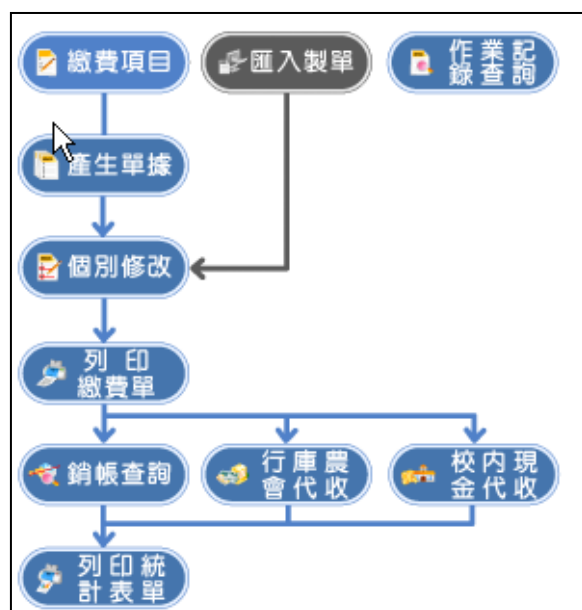 繳費項目
匯入製單
作業記
錄查詢
產生單據
個別修改
列印
繳費單
銷帳查詢
行庫農
會代收
校內現
金代收
列印統
計表單